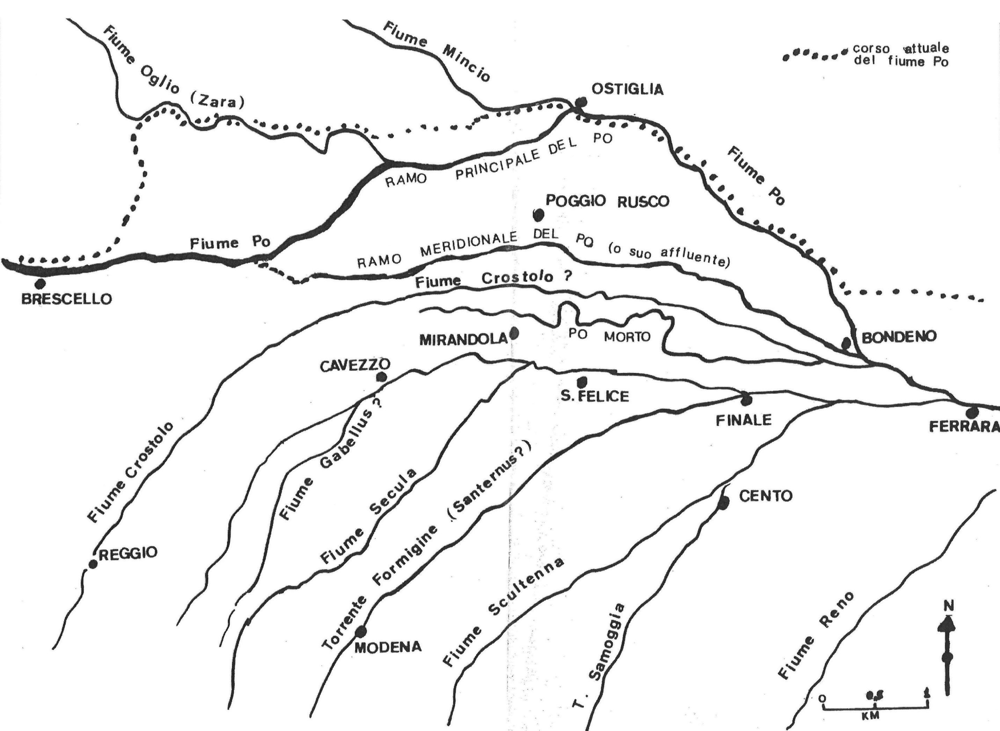 Fiume Oglio (Zara)
Fiume Mincio
corso attuale
del fiume Po
OSTIGLIA
RAMO PRINCIPALE DEL PO
Fiume Po
POGGIO RUSCO
Fiume Po
RAMO MERIDIONALE DEL PO (o suo affluente)
BRESCELLO
Fiume Crostolo ?
MIRANDOLA
PO MORTO
BONDENO
CAVEZZO
S. FELICE
FINALE
FERRARA
Fiume Crostolo
Fiume Gabellus ?
Fiume Secula
Torrente Formigine (Santernus?)
CENTO
REGGIO
Fiume Scultenna
T. Samoggia
Fiume Reno
MODENA
N
0
KM